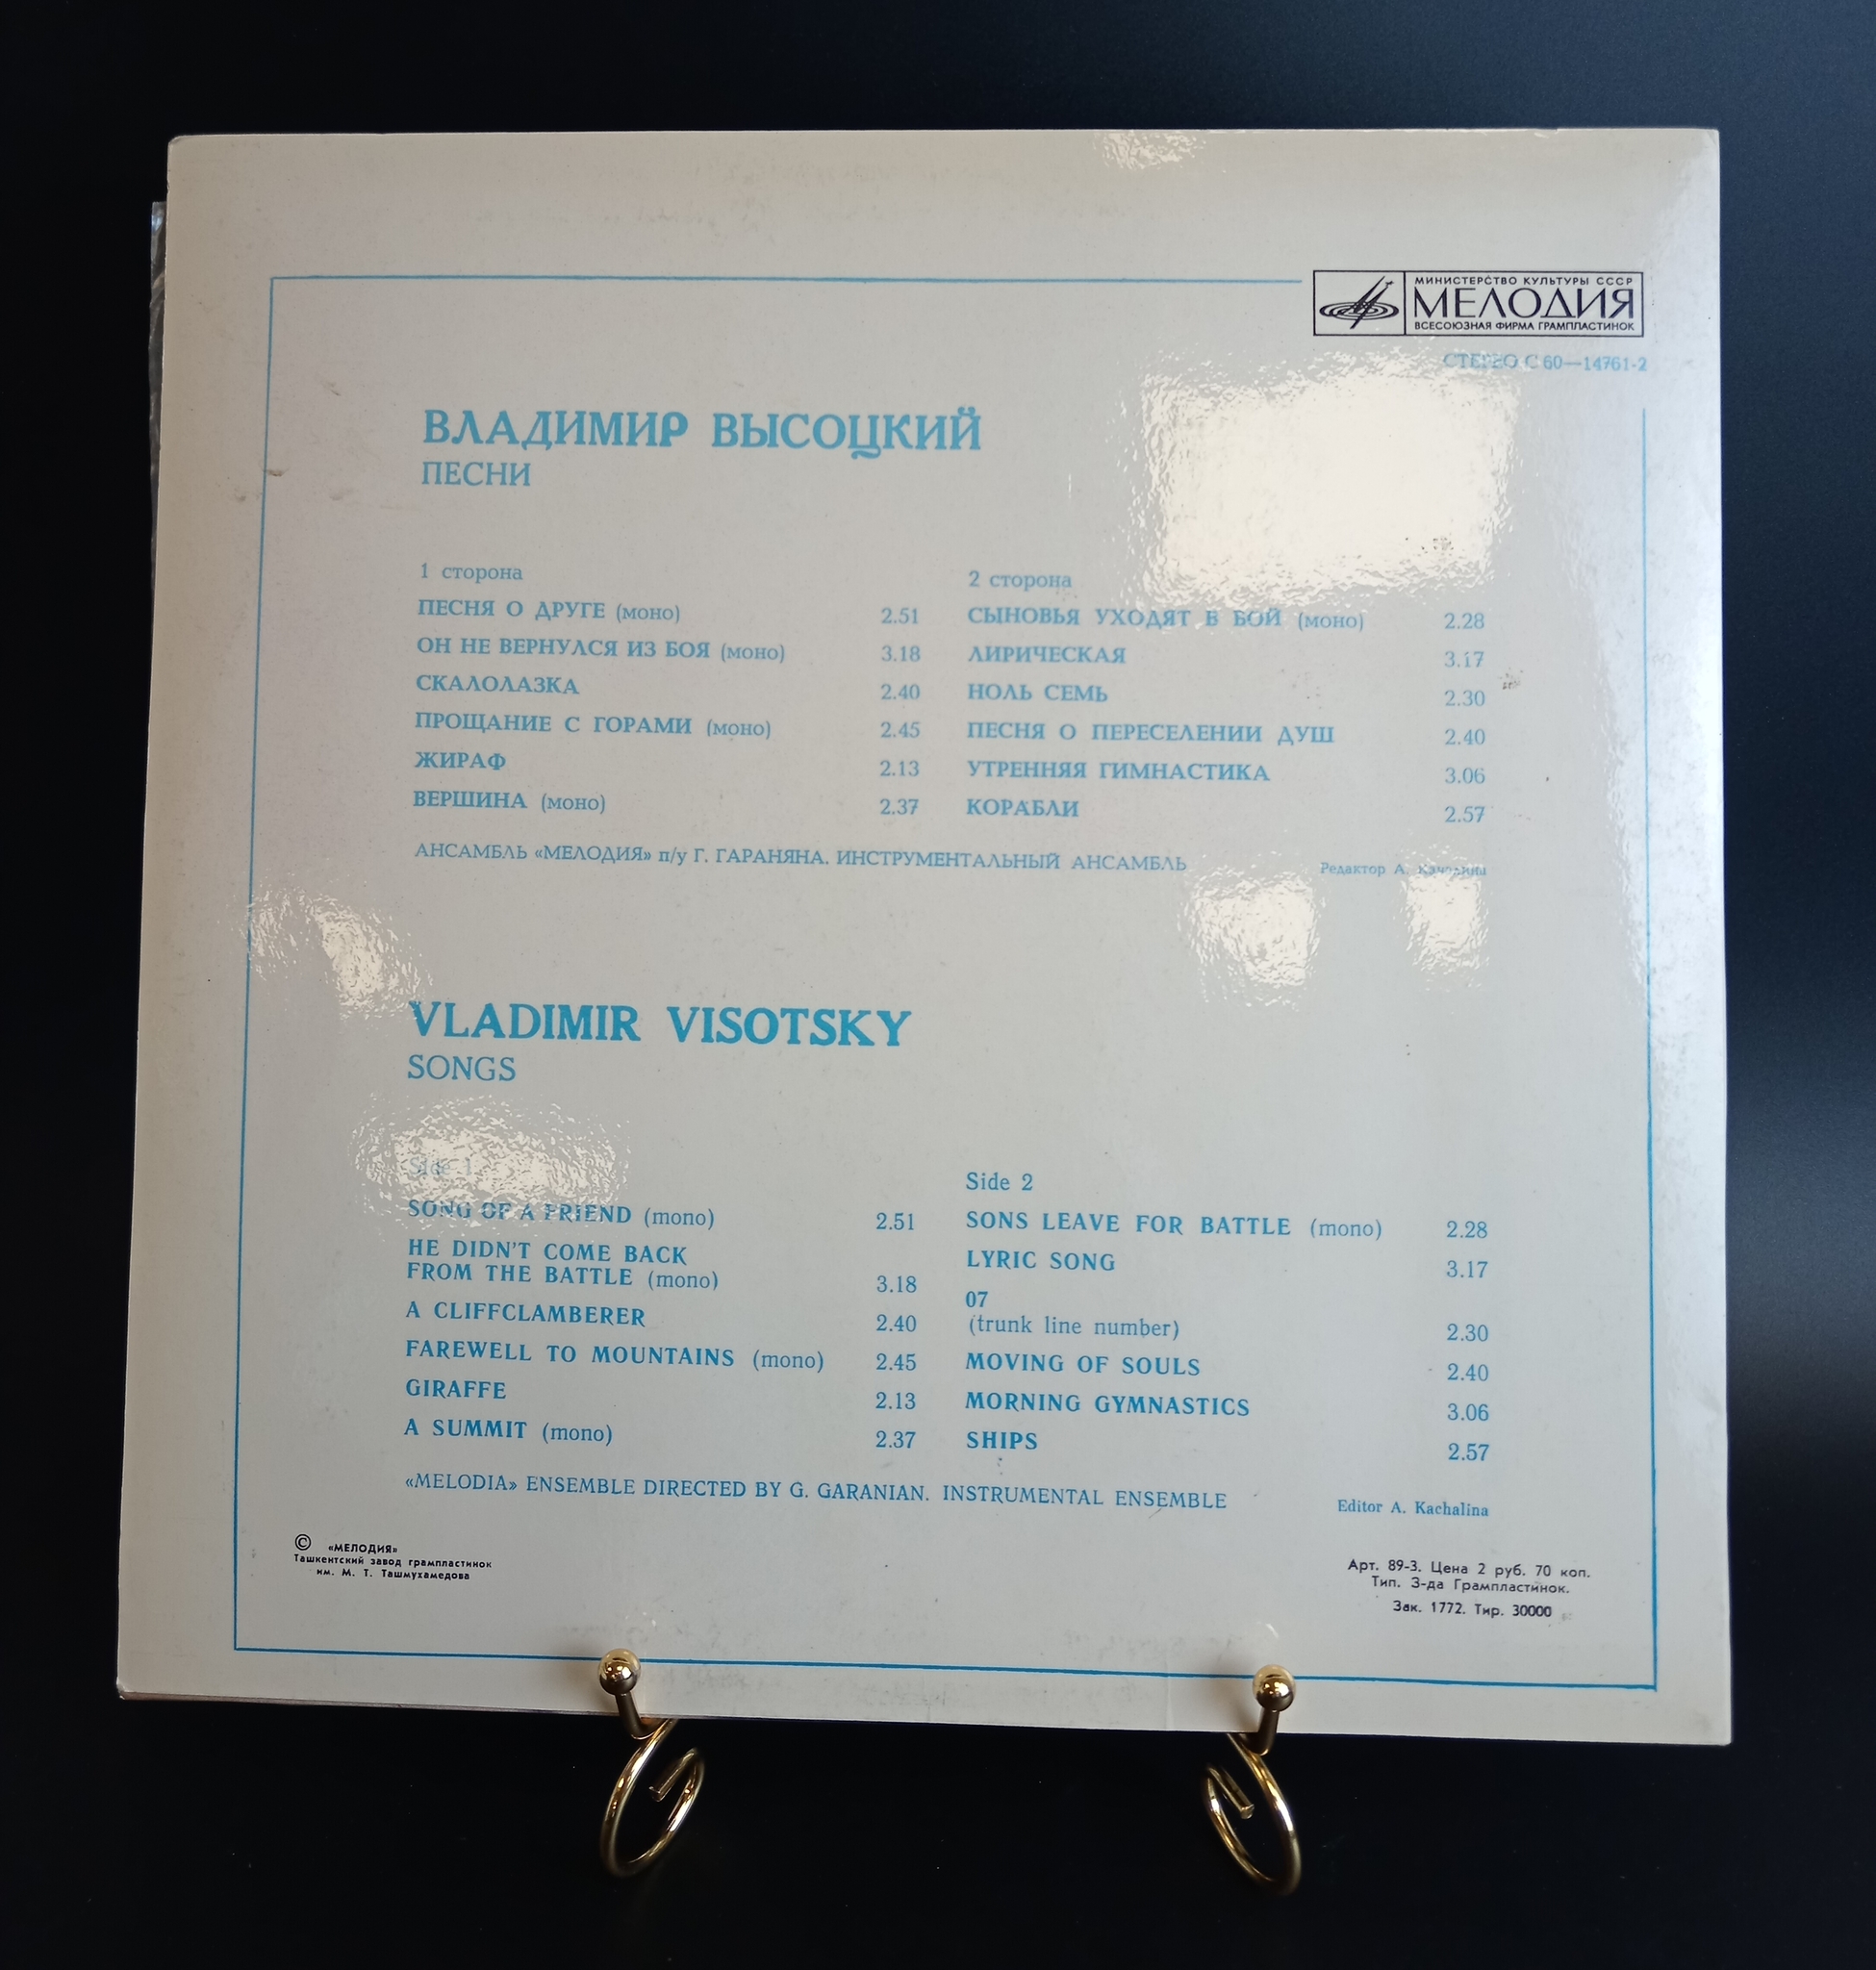 МИНИСТЕРСТВО КУЛЬТУРЫ СССР
МЕЛОДИЯ
ВСЕСОЮЗНАЯ ФИРМА ГРАМПЛАСТИНОК
СТЕРЕО С 60—14761-2
ВЛАДИМИР ВЫСОЦКИЙ
ПЕСНИ
1 сторона
ПЕСНЯ О ДРУГЕ (моно) 2.51
ОН НЕ ВЕРНУЛСЯ ИЗ БОЯ (моно) 3.18
СКАЛОЛАЗКА 2.40
ПРОЩАНИЕ С ГОРАМИ (моно) 2.45
ЖИРАФ 2.13
ВЕРШИНА (моно) 2.37
2 сторона
СЫНОВЬЯ УХОДЯТ В БОЙ (моно) 2.28
ЛИРИЧЕСКАЯ 3.17
НОЛЬ СЕМЬ 2.30
ПЕСНЯ О ПЕРЕСЕЛЕНИИ ДУШ 2.40
УТРЕННЯЯ ГИМНАСТИКА 3.06
КОРАБЛИ 2.57
АНСАМБЛЬ «МЕЛОДИЯ» п/у Г. ГАРАНЯНА. ИНСТРУМЕНТАЛЬНЫЙ АНСАМБЛЬ
Редактор А.
VLADIMIR VISOTSKY
SONGS
Side 1
SONG OF A FRIEND (mono) 2.51
HE DIDN'T COME BACK
FROM THE BATTLE (mono) 3.18
A CLIFFCLAMBERER 2.40
FAREWELL TO MOUNTAINS (mono) 2.45
GIRAFFE 2.13
A SUMMIT (mono) 2.37
Side 2
SONS LEAVE FOR BATTLE (mono) 2.28
LYRIC SONG 3.17
07
(trunk line number) 2.30
MOVING OF SOULS 2.40
MORNING GYMNASTICS 3.06
SHIPS 2.57
«MELODIA» ENSEMBLE DIRECTED BY G. GARANIAN. INSTRUMENTAL ENSEMBLE
Editor A. Kachalina
© «МЕЛОДИЯ»
Ташкентский завод грампластинок
им. М. Т. Ташмухамедова
Арт. 89-3. Цена 2 руб. 70 коп.
Тип. З-да Грампластинок.
Зак. 1772. Тир. 30000